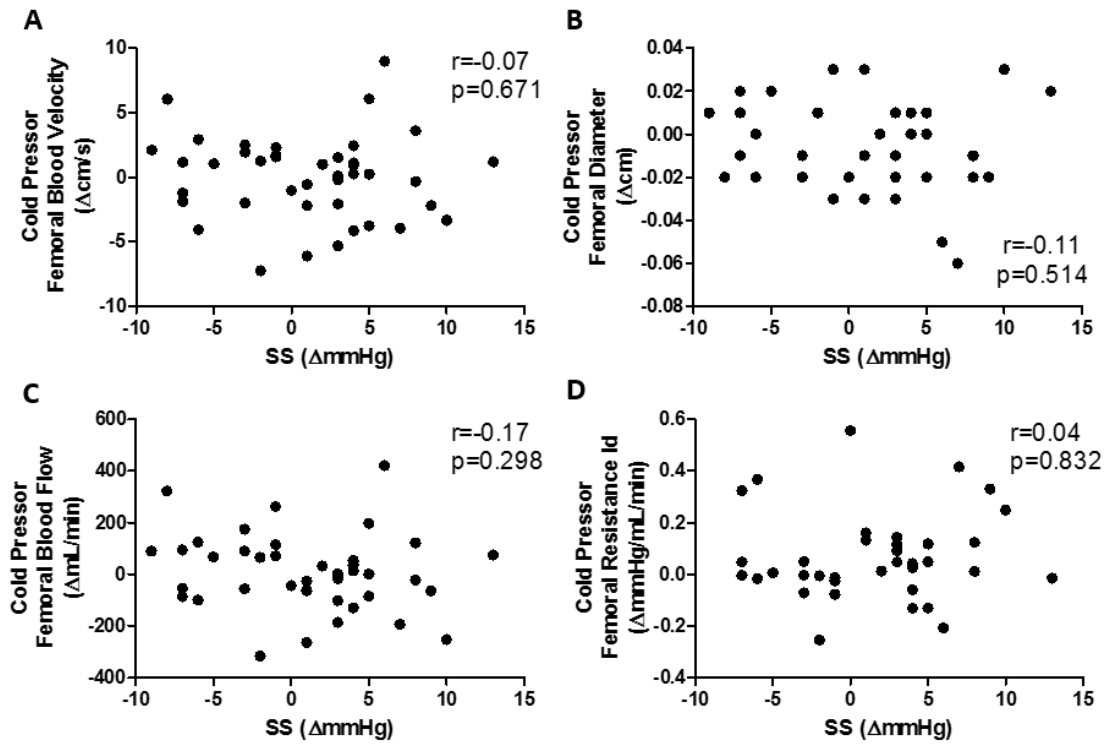 A
Cold Pressor
Femoral Blood Velocity
(Δcm/s)
10
5
0
-5
-10
r=-0.07
p=0.671
-10 -5 0 5 10 15
SS (ΔmmHg)
B
Cold Pressor
Femoral Diameter
(Δcm)
0.04
0.02
0.00
-0.02
-0.04
-0.06
-0.08
r=-0.11
p=0.514
-10 -5 0 5 10 15
SS (ΔmmHg)
C
Cold Pressor
Femoral Blood Flow
(ΔmL/min)
600
400
200
0
-200
-400
r=-0.17
p=0.298
-10 -5 0 5 10 15
SS (ΔmmHg)
D
Cold Pressor
Femoral Resistance Id
(ΔmmHg/mL/min)
0.6
0.4
0.2
0.0
-0.2
-0.4
r=0.04
p=0.832
-10 -5 0 5 10 15
SS (ΔmmHg)